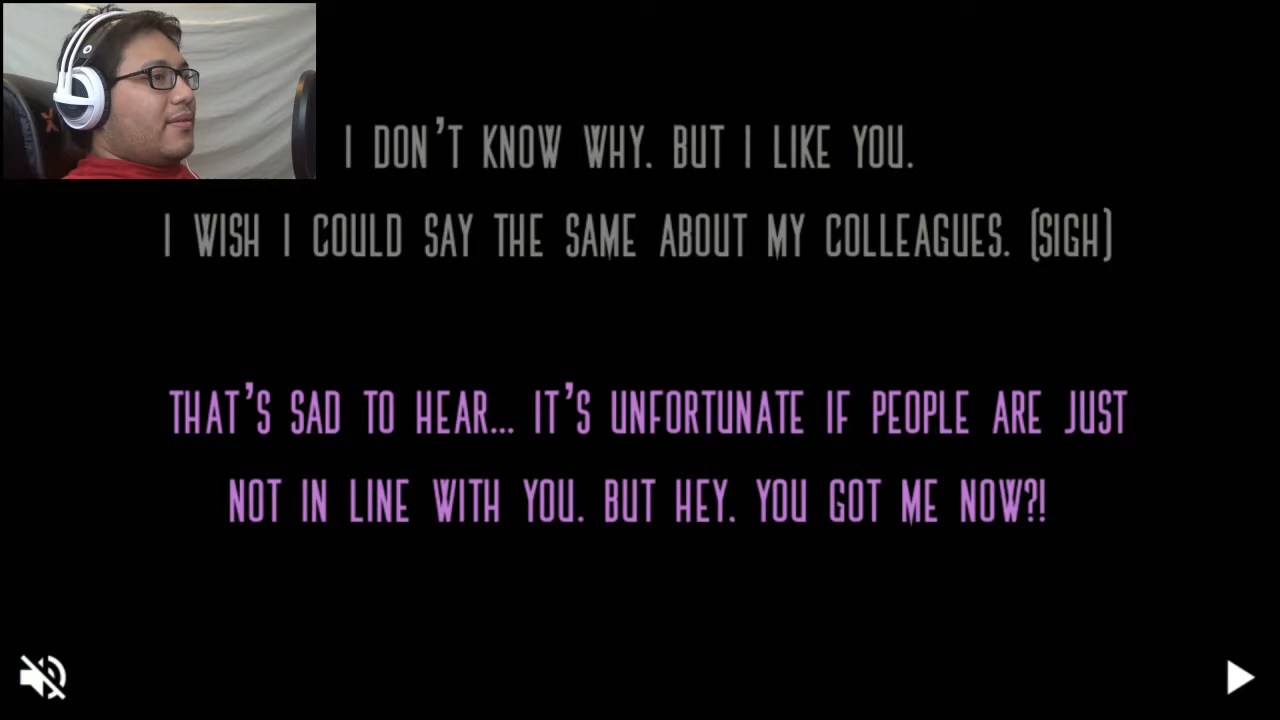 I DON'T KNOW WHY. BUT I LIKE YOU.
I WISH I COULD SAY THE SAME ABOUT MY COLLEAGUES. (SIGH)
THAT'S SAD TO HEAR... IT'S UNFORTUNATE IF PEOPLE ARE JUST
NOT IN LINE WITH YOU. BUT HEY. YOU GOT ME NOW?!